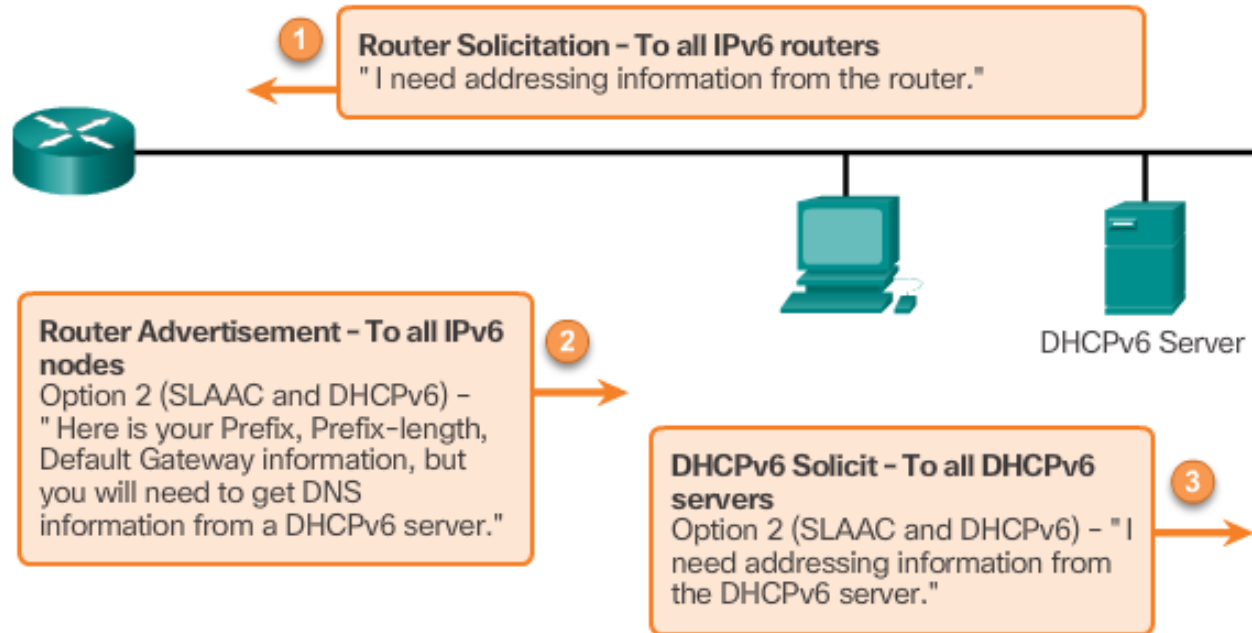 1
Router Solicitation – To all IPv6 routers
" I need addressing information from the router."
DHCPv6 Server
Router Advertisement – To all IPv6
nodes
Option 2 (SLAAC and DHCPv6) –
" Here is your Prefix, Prefix-length,
Default Gateway information, but
you will need to get DNS
information from a DHCPv6 server."
2
DHCPv6 Solicit – To all DHCPv6
servers
Option 2 (SLAAC and DHCPv6) – " I
need addressing information from
the DHCPv6 server."
3